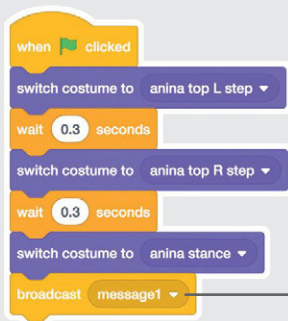 when clicked
switch costume to anina top L step
wait 0.3 seconds
switch costume to anina top R step
wait 0.3 seconds
switch costume to anina stance
broadcast message1